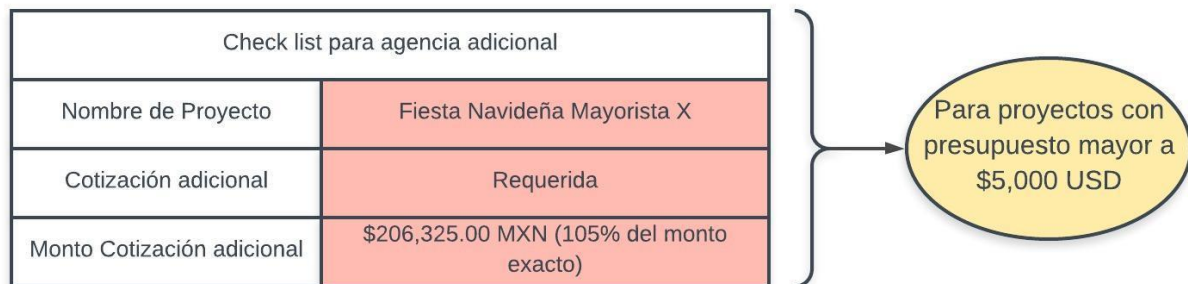 Check list para agencia adicional
Nombre de Proyecto
Fiesta Navideña Mayorista X
Cotización adicional
Requerida
Monto Cotización adicional
$206,325.00 MXN (105% del monto
exacto)
Para proyectos con
presupuesto mayor a
$5,000 USD